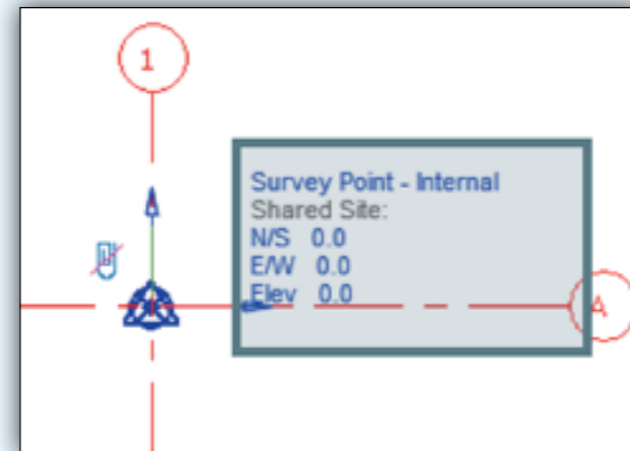 1
Survey Point - Internal
Shared Site:
N/S 0.0
E/W 0.0
Elev 0.0
A